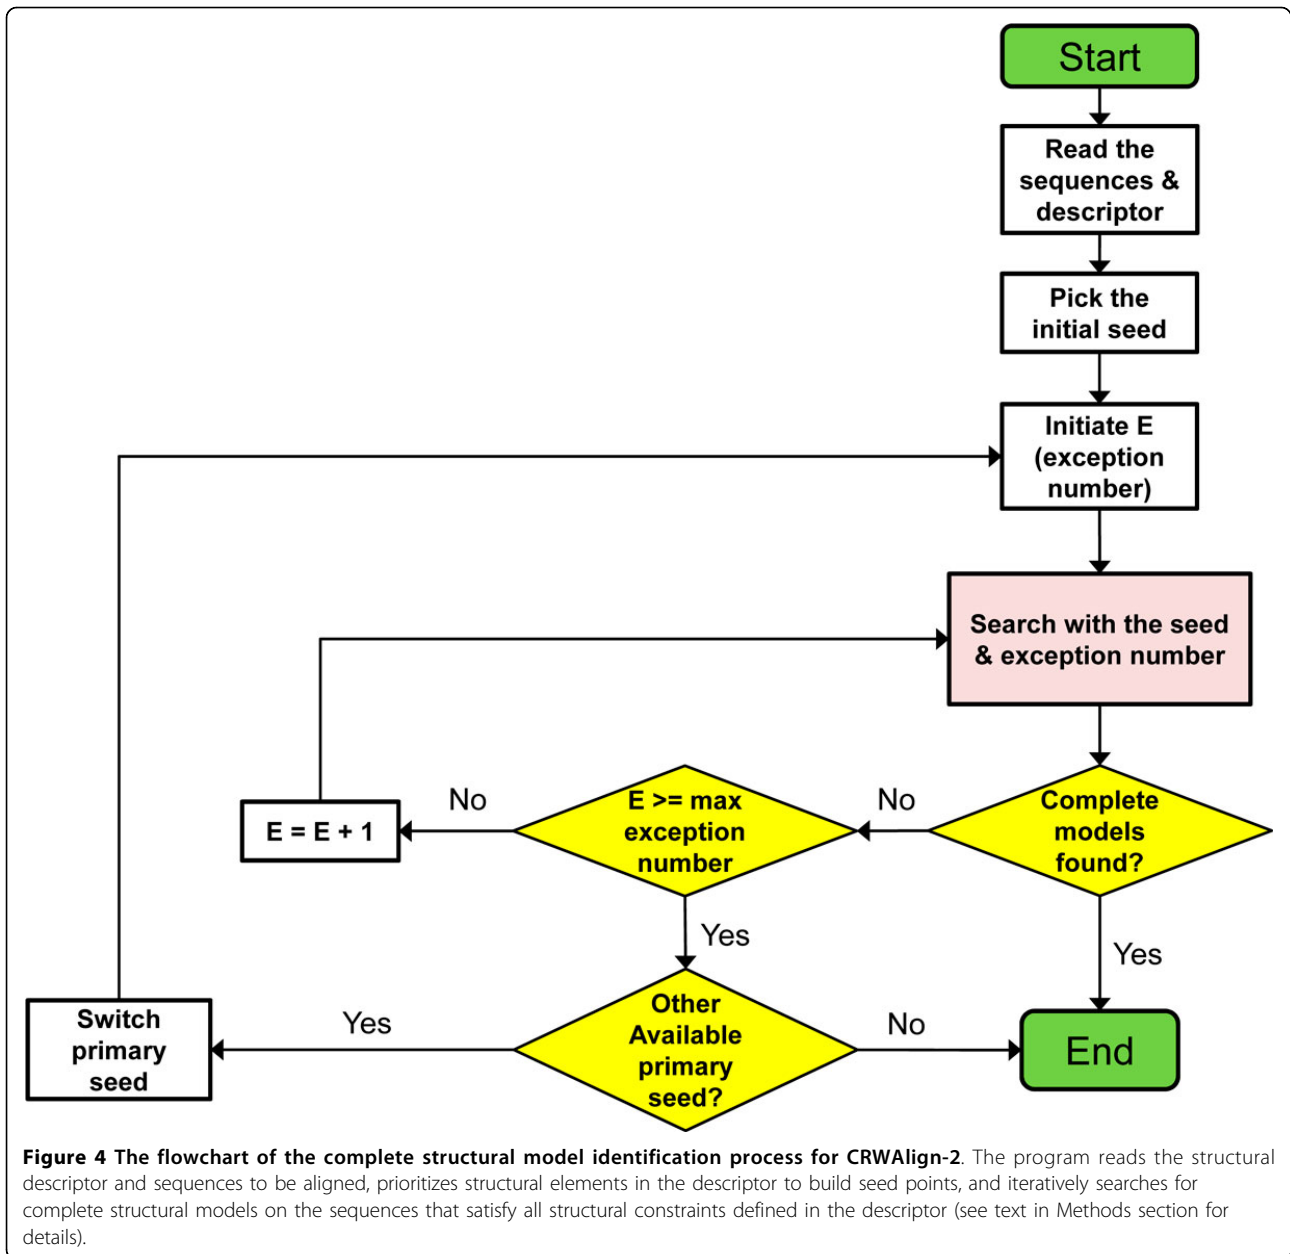 Start
Read the
sequences &
descriptor
Pick the
initial seed
Initiate E
(exception
number)
Search with the seed
& exception number
Complete
models
found?
No
E >= max
exception
number
No
E = E + 1
Yes
Yes
Other
Available
primary
seed?
Yes
Switch
primary
seed
No
End
Figure 4 The flowchart of the complete structural model identification process for CRWAlign-2. The program reads the structural
descriptor and sequences to be aligned, prioritizes structural elements in the descriptor to build seed points, and iteratively searches for
complete structural models on the sequences that satisfy all structural constraints defined in the descriptor (see text in Methods section for
details).